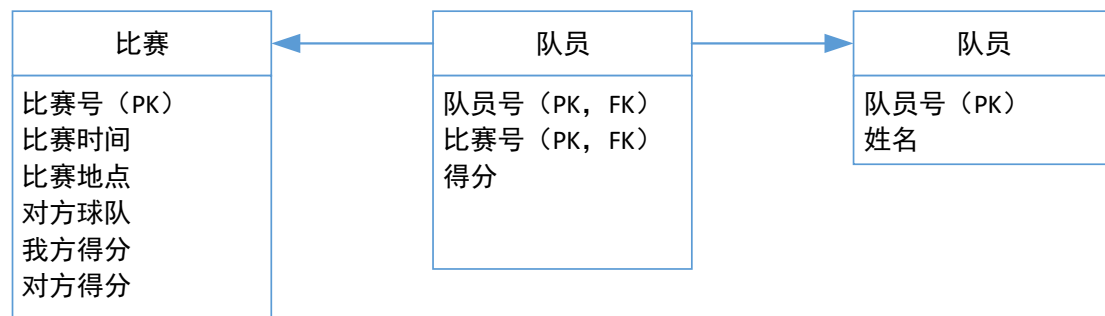 比赛
比赛号（PK）
比赛时间
比赛地点
对方球队
我方得分
对方得分
队员
队员号（PK，FK）
比赛号（PK，FK）
得分
队员
队员号（PK）
姓名